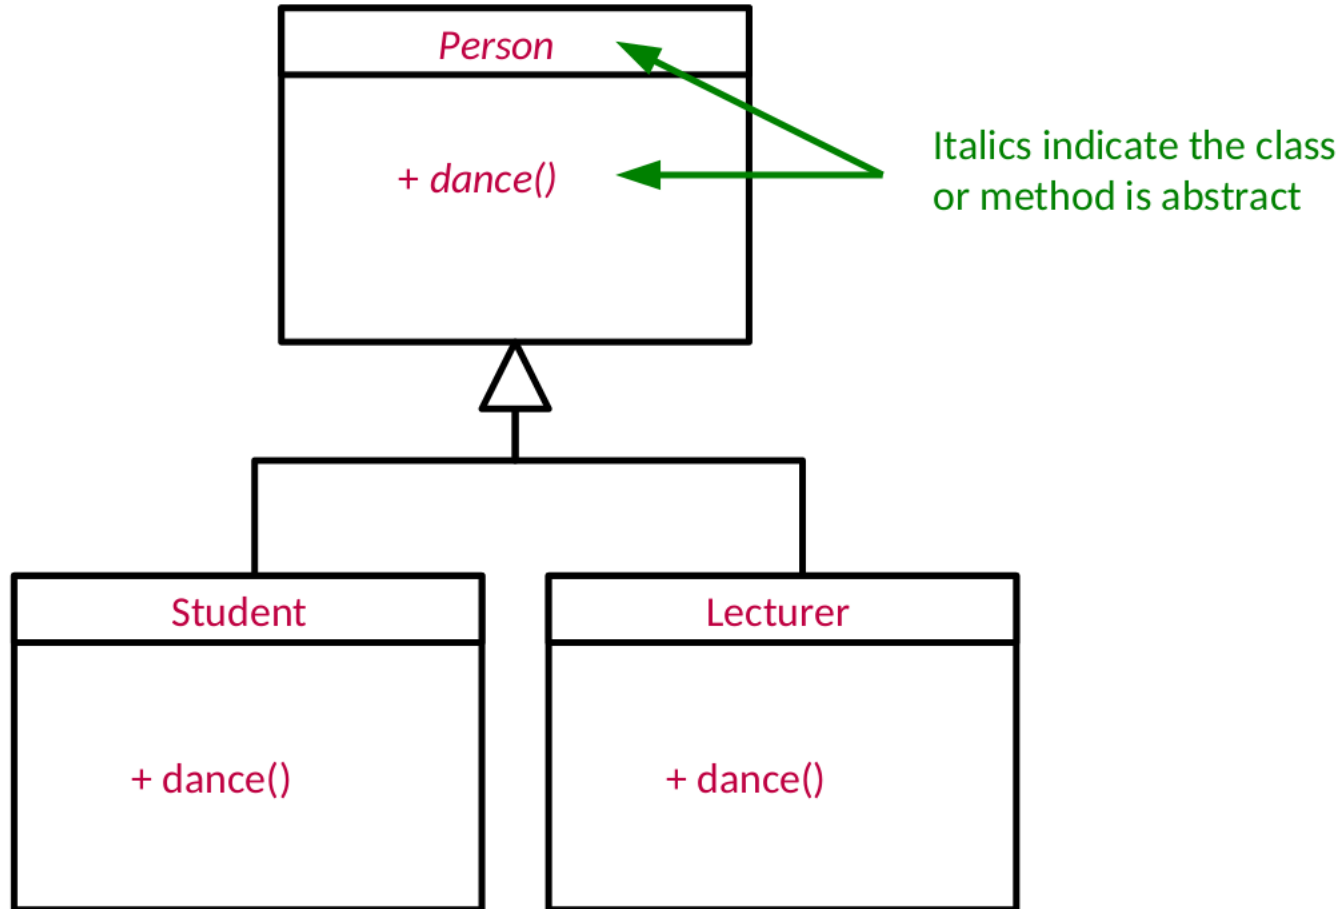 Person
+ dance()
Italics indicate the class
or method is abstract
Student
+ dance()
Lecturer
+ dance()